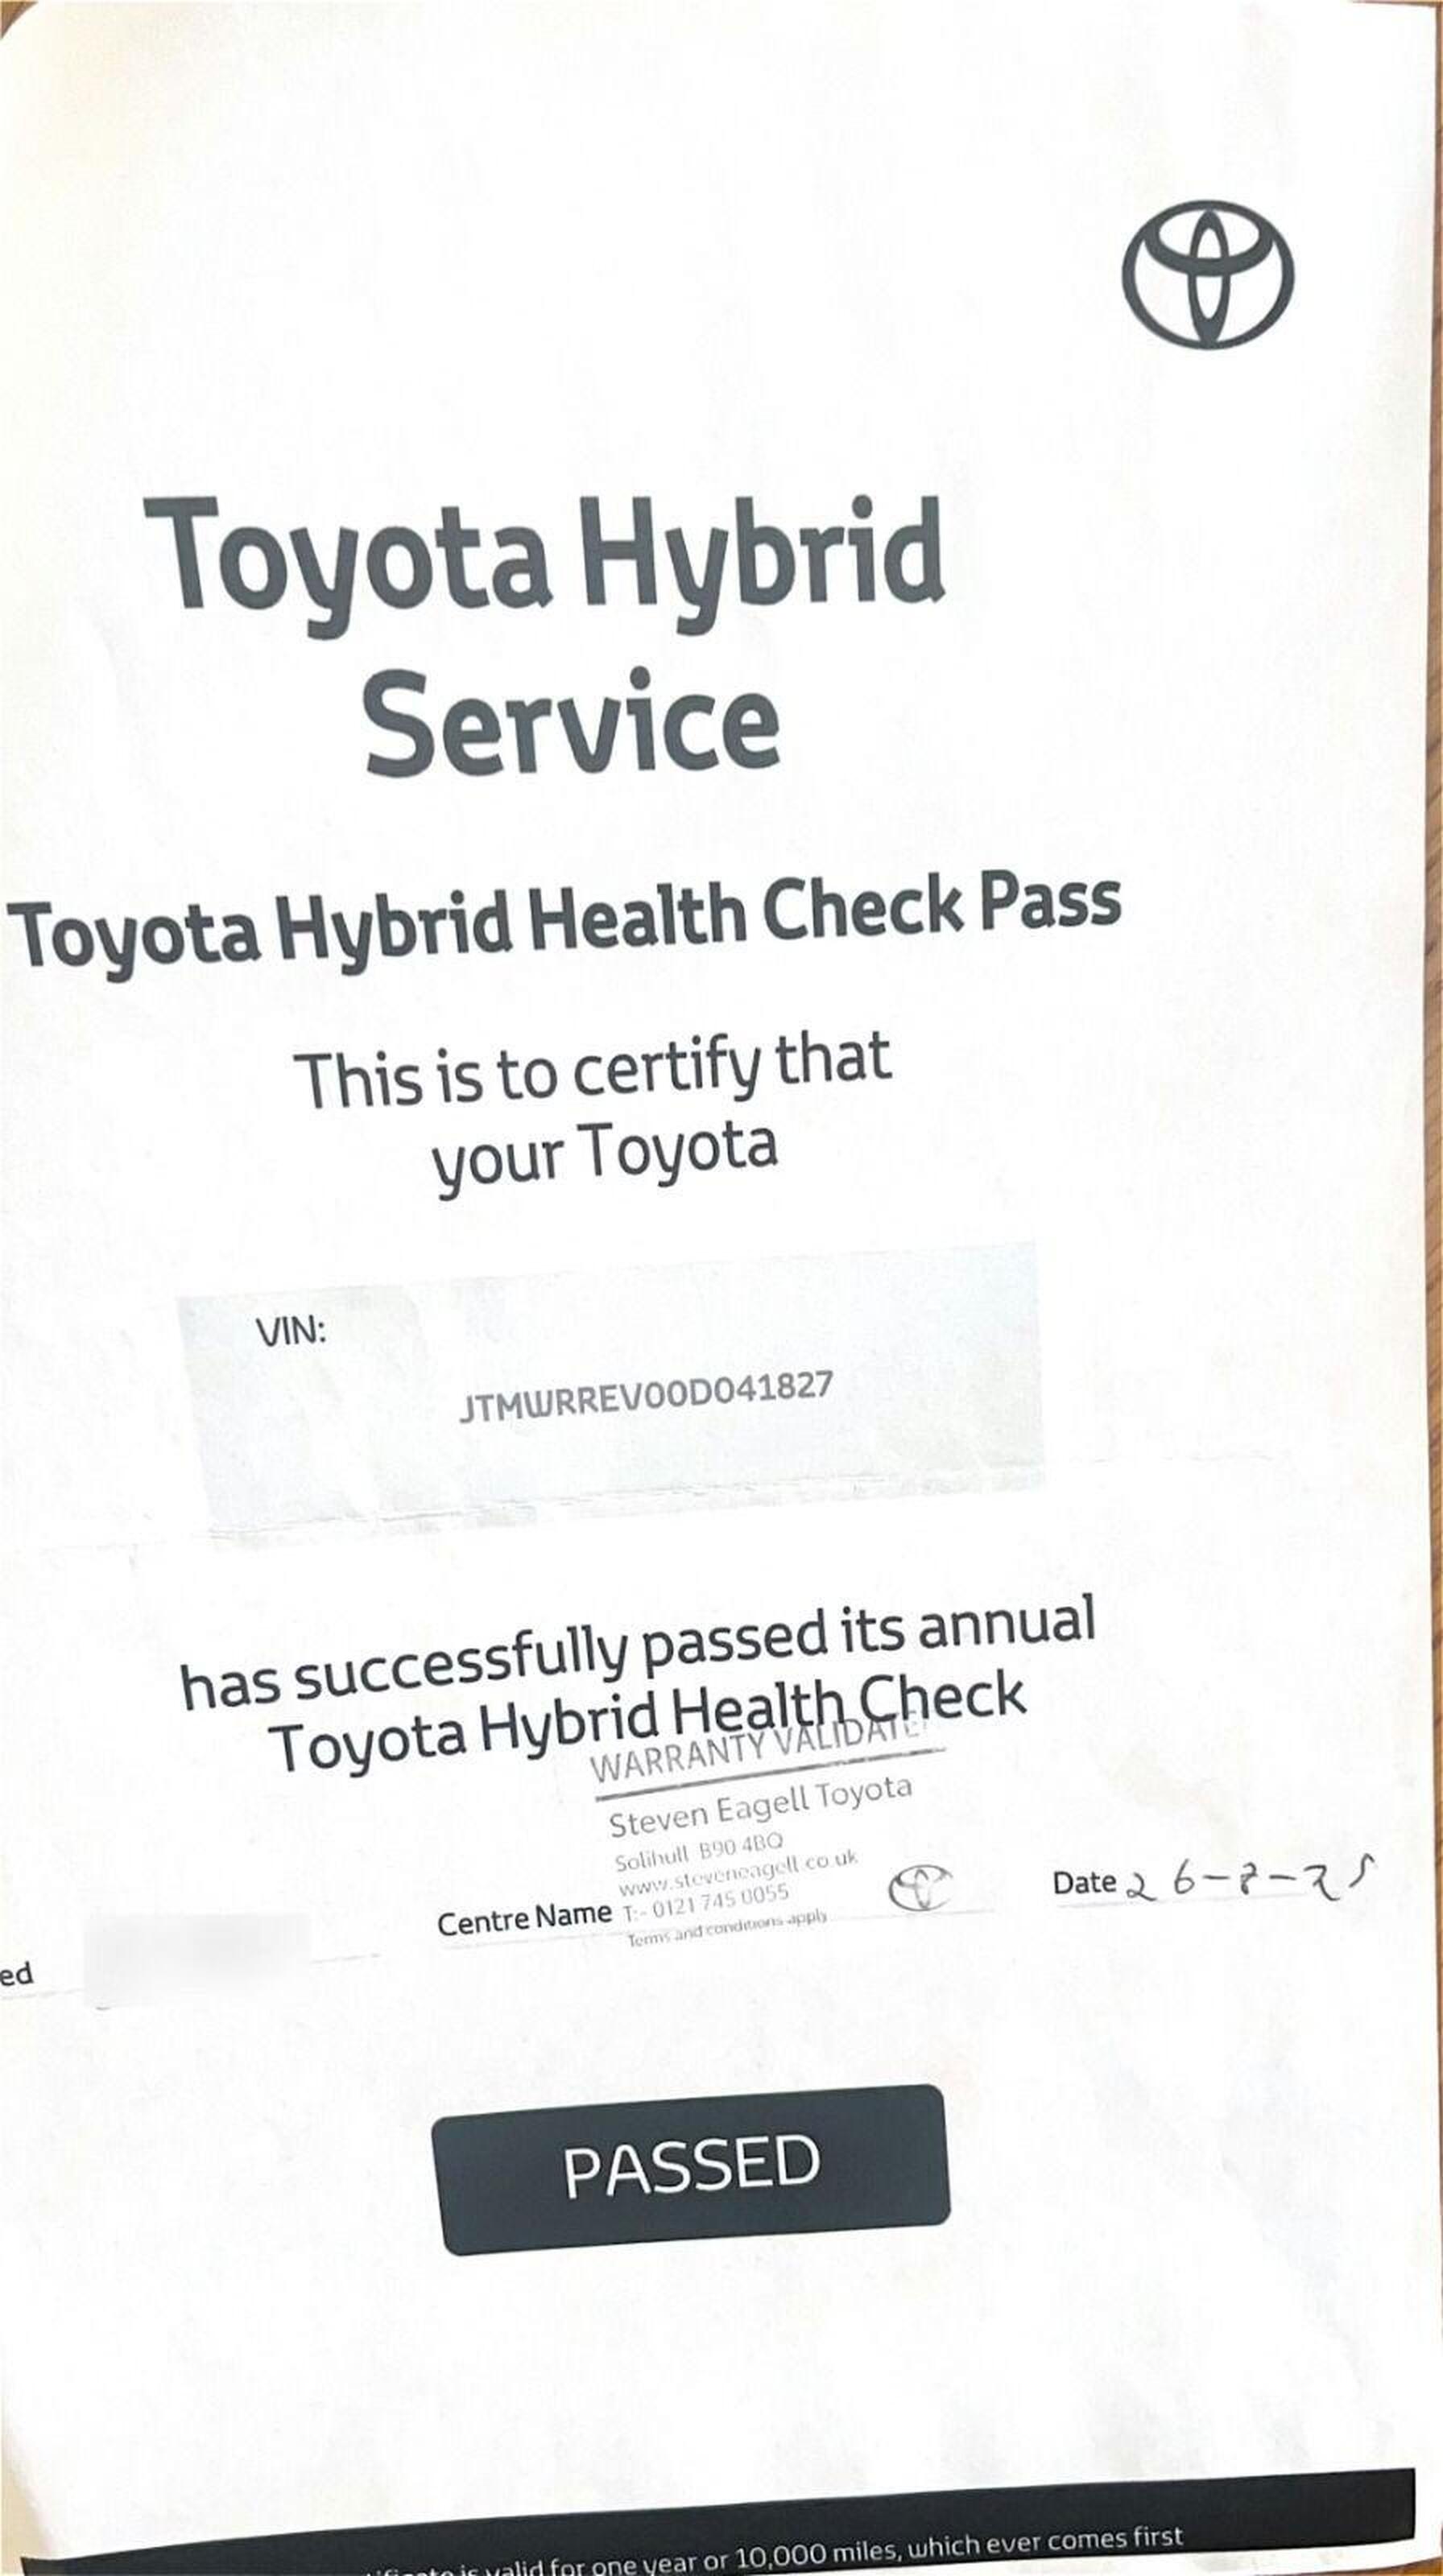 Toyota Hybrid
Service
Toyota Hybrid Health Check Pass
This is to certify that
your Toyota
VIN:
JTMWRREV00D041827
has successfully passed its annual
Toyota Hybrid Health Check
WARRANTY VALIDATE
Steven Eagell Toyota
Solihull B90 4BQ
www.steveneagell.co.uk
T:- 0121 745 0055
Terms and conditions apply
Centre Name
Date 26-8-25
ed
PASSED
is valid for one year or 10,000 miles, which ever comes first